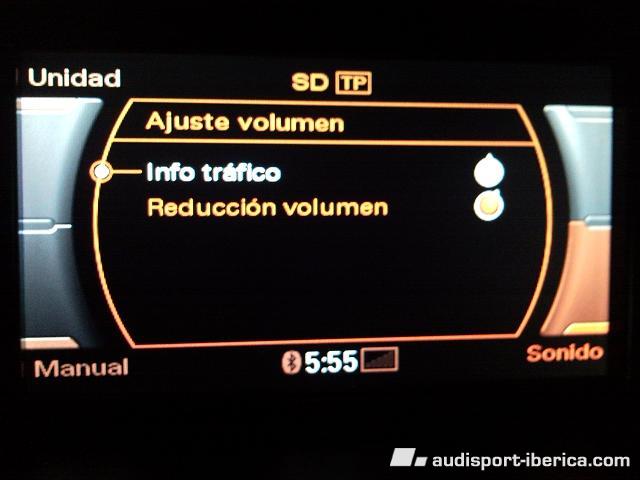 Unidad
SD TP
Ajuste volumen
Info tráfico
Reducción volumen
Manual
5:55
Sonido
audisport-iberica.com